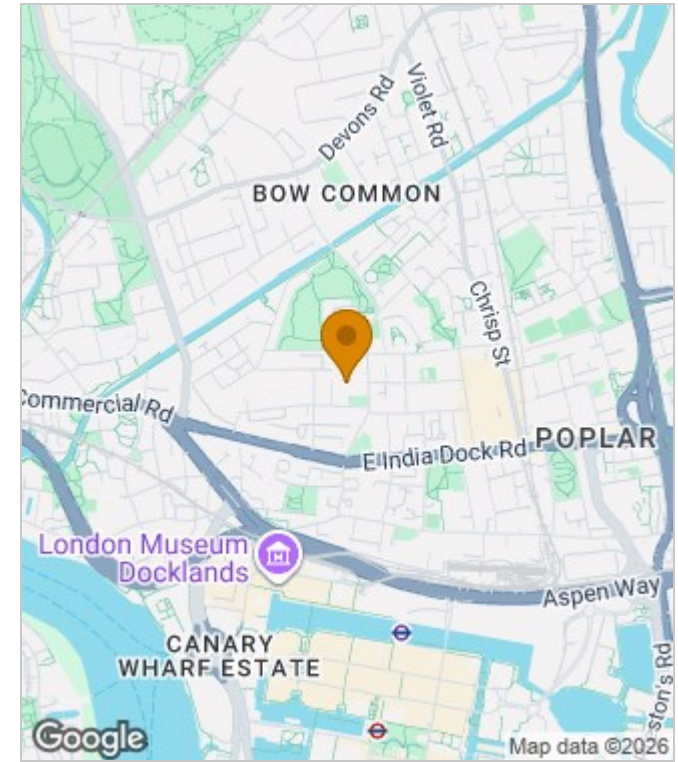 Devons Rd
Violet Rd
BOW COMMON
Chrisp St
Commercial Rd
E India Dock Rd
POPLAR
London Museum
Docklands
Aspen Way
CANARY
WHARF ESTATE
ston's Rd
Google
Map data ©2026